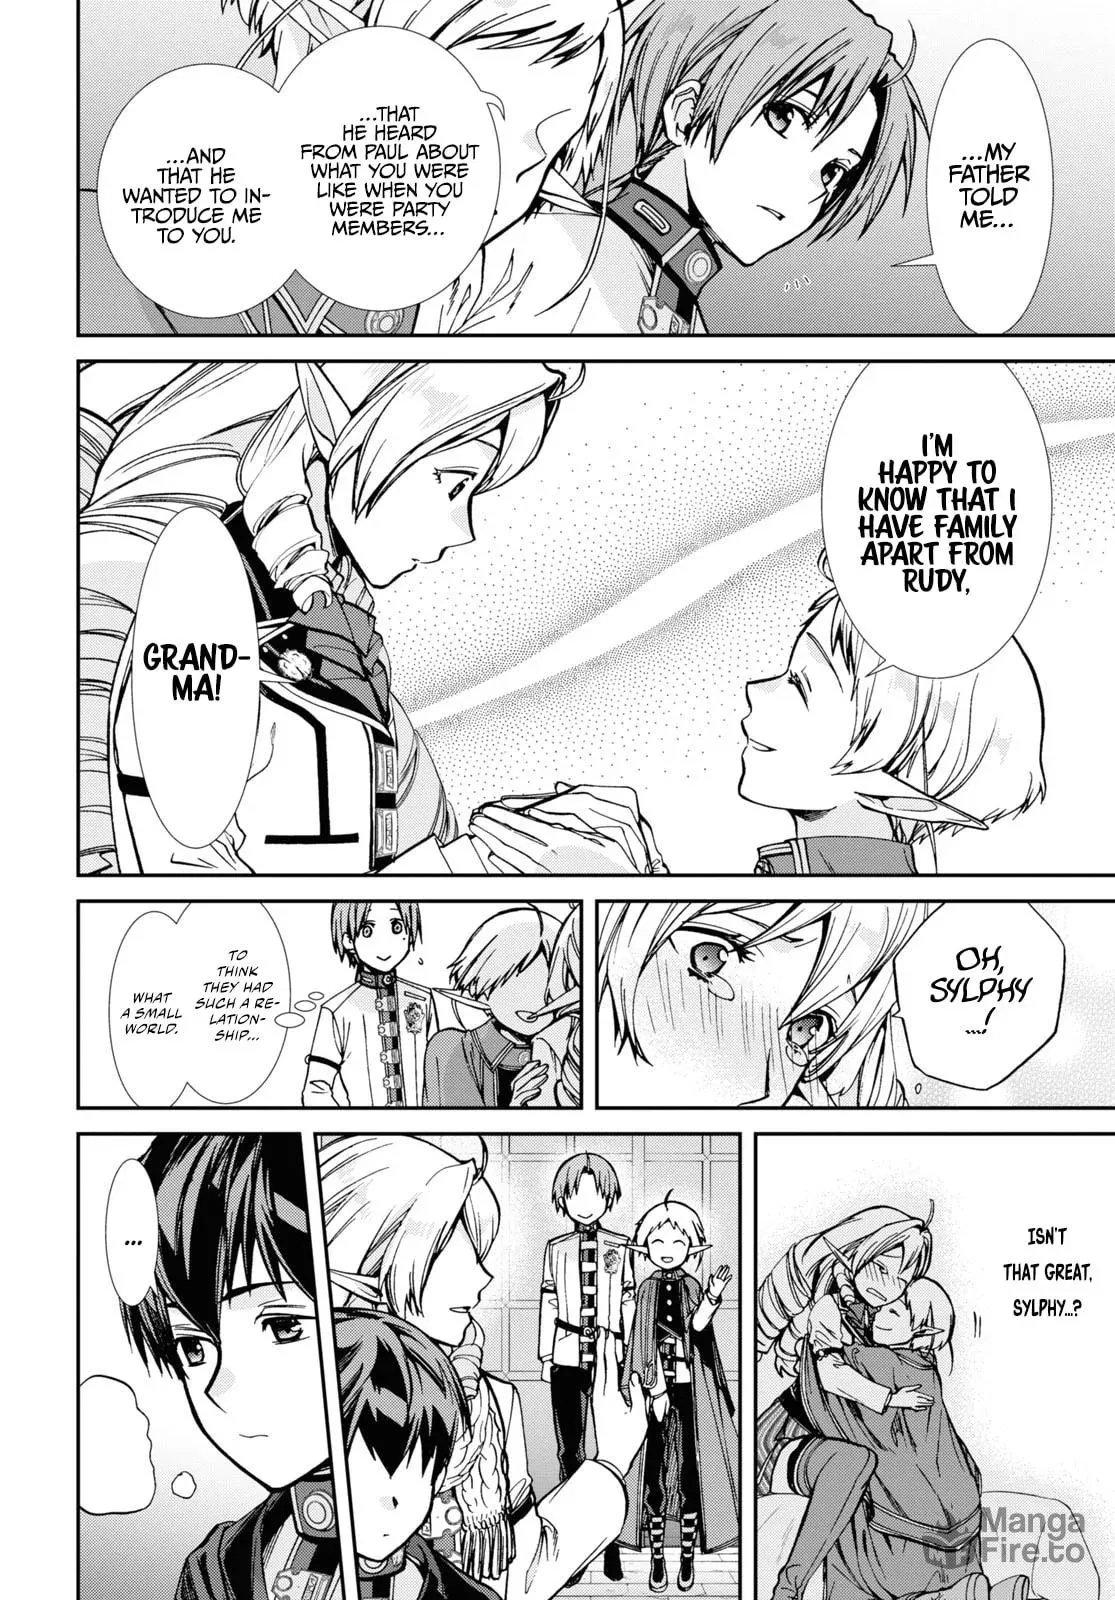 ...MY
FATHER
TOLD
ME...
...THAT
HE HEARD
FROM PAUL ABOUT
WHAT YOU WERE
LIKE WHEN YOU
WERE PARTY
MEMBERS...
...AND
THAT HE
WANTED TO IN-
TRODUCE ME
TO YOU.
I'M
HAPPY TO
KNOW THAT I
HAVE FAMILY
APART FROM
RUDY,
GRAND-
MA!
OH,
SYLPHY
....!
TO
THINK
THEY HAD
SUCH A RE-
LATION-
SHIP...
WHAT
A SMALL
WORLD.
ISN'T
THAT GREAT,
SYLPHY...?
...
Manga
Fire.to